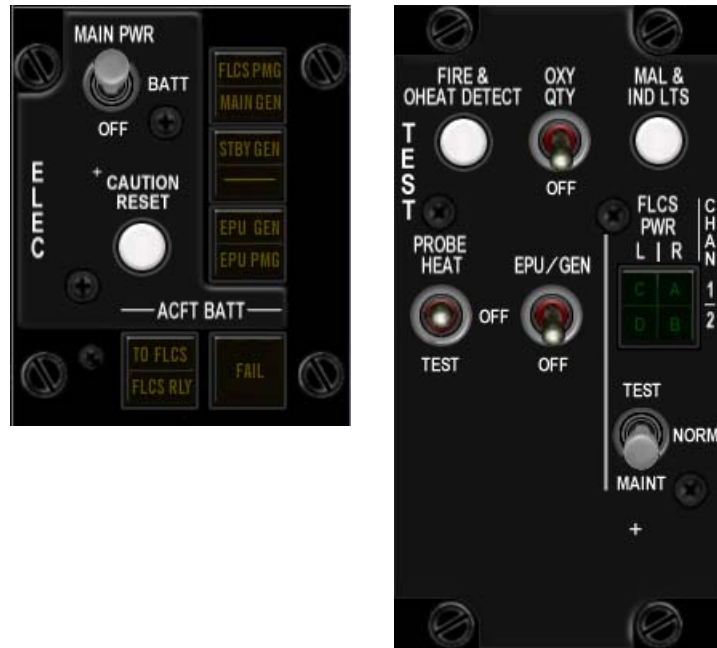 MAIN PWR
BATT
OFF
FLCS PMG
MAIN GEN
STBY GEN
ELEC
+ CAUTION
RESET
EPU GEN
EPU PMG
ACFT BATT
TO FLCS
FLCS RLY
FAIL
TEST
FIRE &
OHEAT DETECT
OXY
QTY
OFF
MAL &
IND LTS
PROBE
HEAT
OFF
TEST
EPU/GEN
OFF
FLCS
PWR
L | R
CHAN
C A 1
D B 2
TEST
NORM
MAINT
+